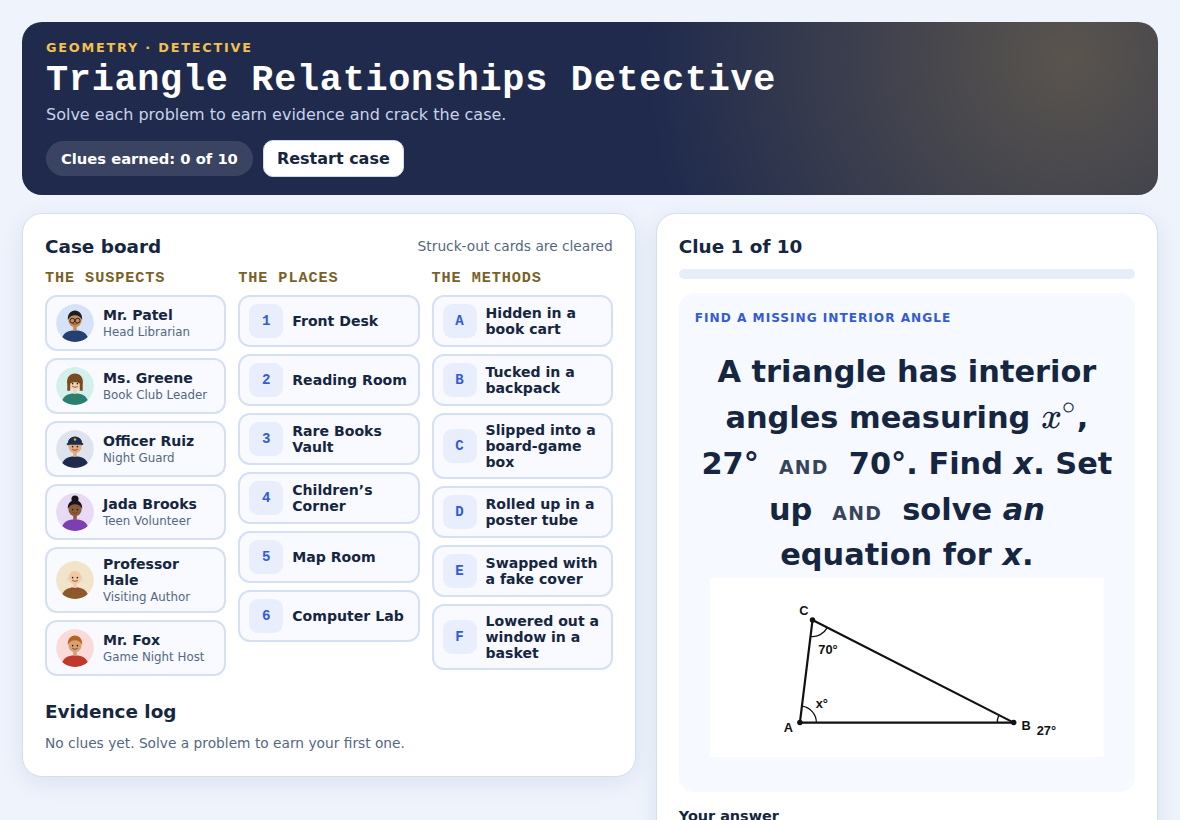 GEOMETRY · DETECTIVE
Triangle Relationships Detective
Solve each problem to earn evidence and crack the case.
Clues earned: 0 of 10
Restart case
Case board
Struck-out cards are cleared
THE SUSPECTS
Mr. Patel
Head Librarian
Ms. Greene
Book Club Leader
Officer Ruiz
Night Guard
Jada Brooks
Teen Volunteer
Professor
Hale
Visiting Author
Mr. Fox
Game Night Host
THE PLACES
1 Front Desk
2 Reading Room
3 Rare Books
Vault
4 Children’s
Corner
5 Map Room
6 Computer Lab
THE METHODS
A Hidden in a
book cart
B Tucked in a
backpack
C Slipped into a
board-game
box
D Rolled up in a
poster tube
E Swapped with
a fake cover
F Lowered out a
window in a
basket
Evidence log
No clues yet. Solve a problem to earn your first one.
Clue 1 of 10
FIND A MISSING INTERIOR ANGLE
A triangle has interior
angles measuring x°,
27° AND 70°. Find x. Set
up AND solve an
equation for x.
C
70°
x°
A
B 27°
Your answer